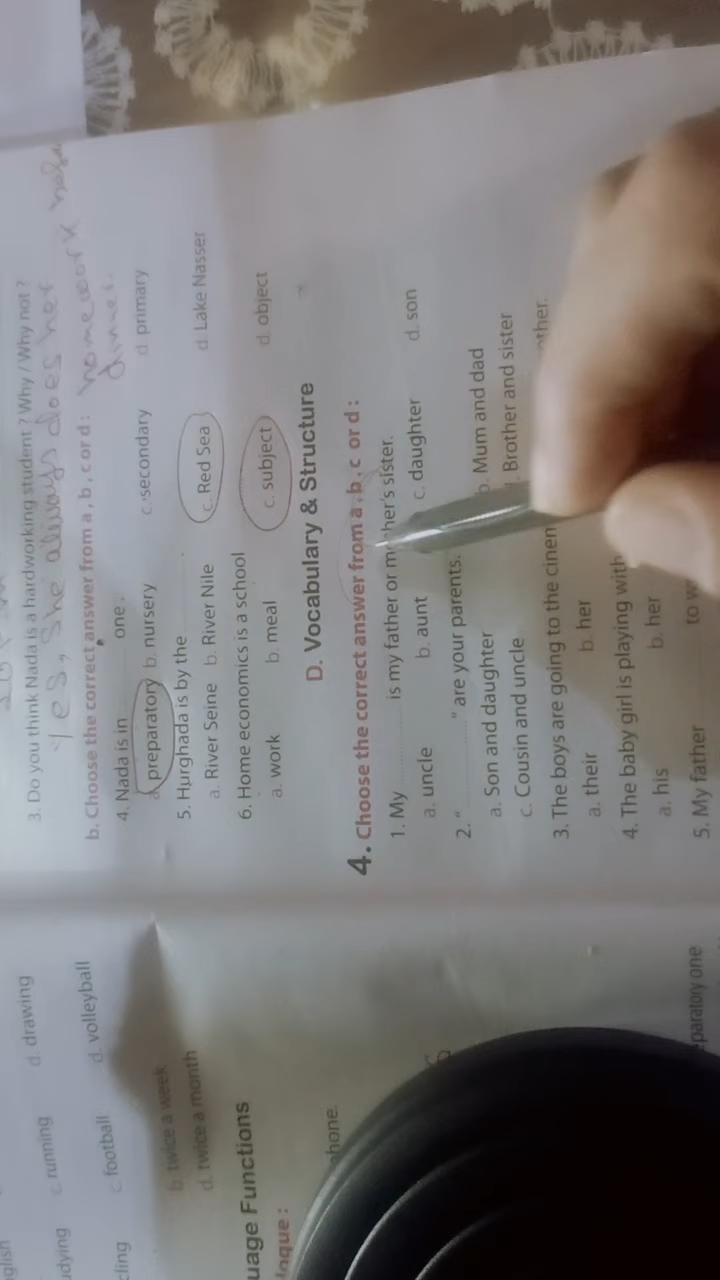 3. Do you think Nada is a hardworking student? Why / Why not?
Yes, She always does her
homework
b. Choose the correct answer from a, b, c or d:
4. Nada is in one.
a. preparatory b. nursery c. secondary d. primary
5. Hurghada is by the
a. River Seine b. River Nile c. Red Sea d. Lake Nasser
6. Home economics is a school
a. work b. meal c. subject d. object
D. Vocabulary & Structure
4. Choose the correct answer from a, b, c or d:
1. My is my father or m her's sister.
a. uncle b. aunt c. daughter d. son
2. " " are your parents.
a. Son and daughter b. Mum and dad
c. Cousin and uncle Brother and sister
3. The boys are going to the cinem ther.
a. their b. her
4. The baby girl is playing with
a. his b. her
5. My father to w
d. drawing
c. running
udying
d. volleyball
c. football
cling
b. twice a week
d. twice a month
uage Functions
logue:
hone.
paratory one
glish